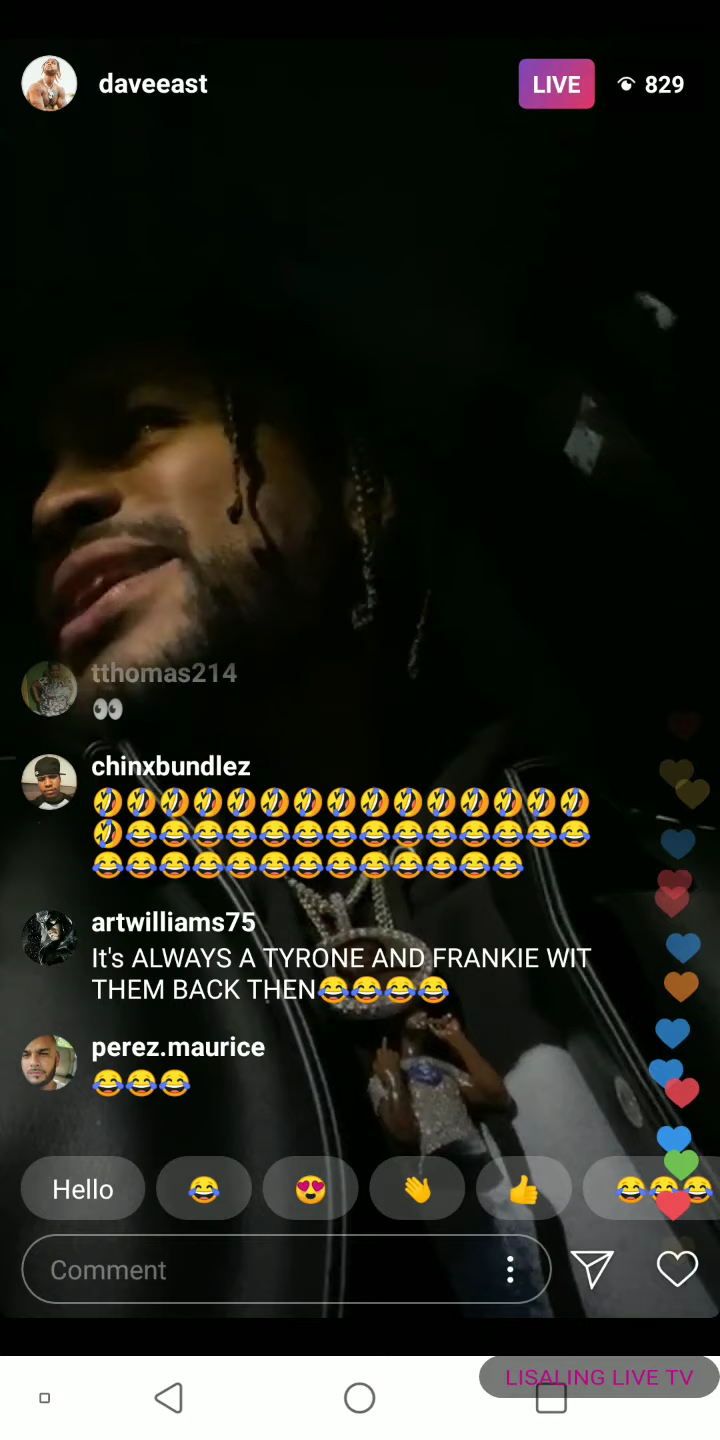 daveeast
LIVE
829
tthomas214
👀
chinxbundlez
🤣🤣🤣🤣🤣🤣🤣🤣🤣🤣🤣🤣🤣🤣🤣
🤣😂😂😂😂😂😂😂😂😂😂😂😂😂😂
😂😂😂😂😂😂😂😂😂😂😂😂😂
artwilliams75
It's ALWAYS A TYRONE AND FRANKIE WIT
THEM BACK THEN😂😂😂😂
perez.maurice
😂😂😂
Hello 😂 😍 👏 👍 😂😂😂
Comment
LISALING LIVE TV